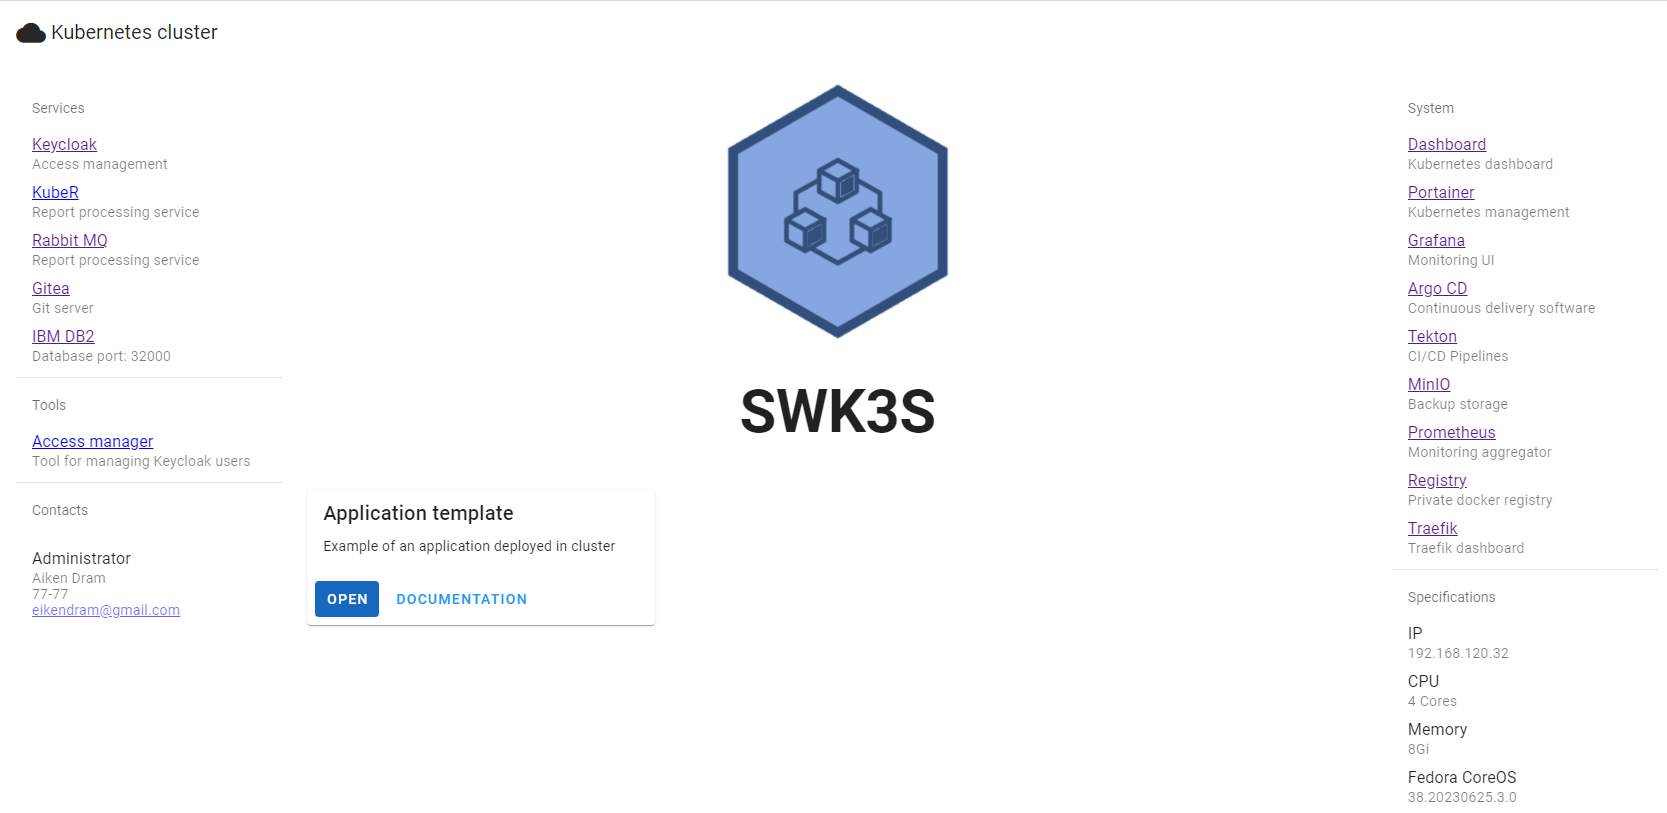 Kubernetes cluster
Services
Keycloak
Access management
KubeR
Report processing service
Rabbit MQ
Report processing service
Gitea
Git server
IBM DB2
Database port: 32000
Tools
Access manager
Tool for managing Keycloak users
Contacts
Administrator
Aiken Dram
77-77
eikendram@gmail.com
SWK3S
Application template
Example of an application deployed in cluster
OPEN
DOCUMENTATION
System
Dashboard
Kubernetes dashboard
Portainer
Kubernetes management
Grafana
Monitoring UI
Argo CD
Continuous delivery software
Tekton
CI/CD Pipelines
MinIO
Backup storage
Prometheus
Monitoring aggregator
Registry
Private docker registry
Traefik
Traefik dashboard
Specifications
IP
192.168.120.32
CPU
4 Cores
Memory
8Gi
Fedora CoreOS
38.20230625.3.0